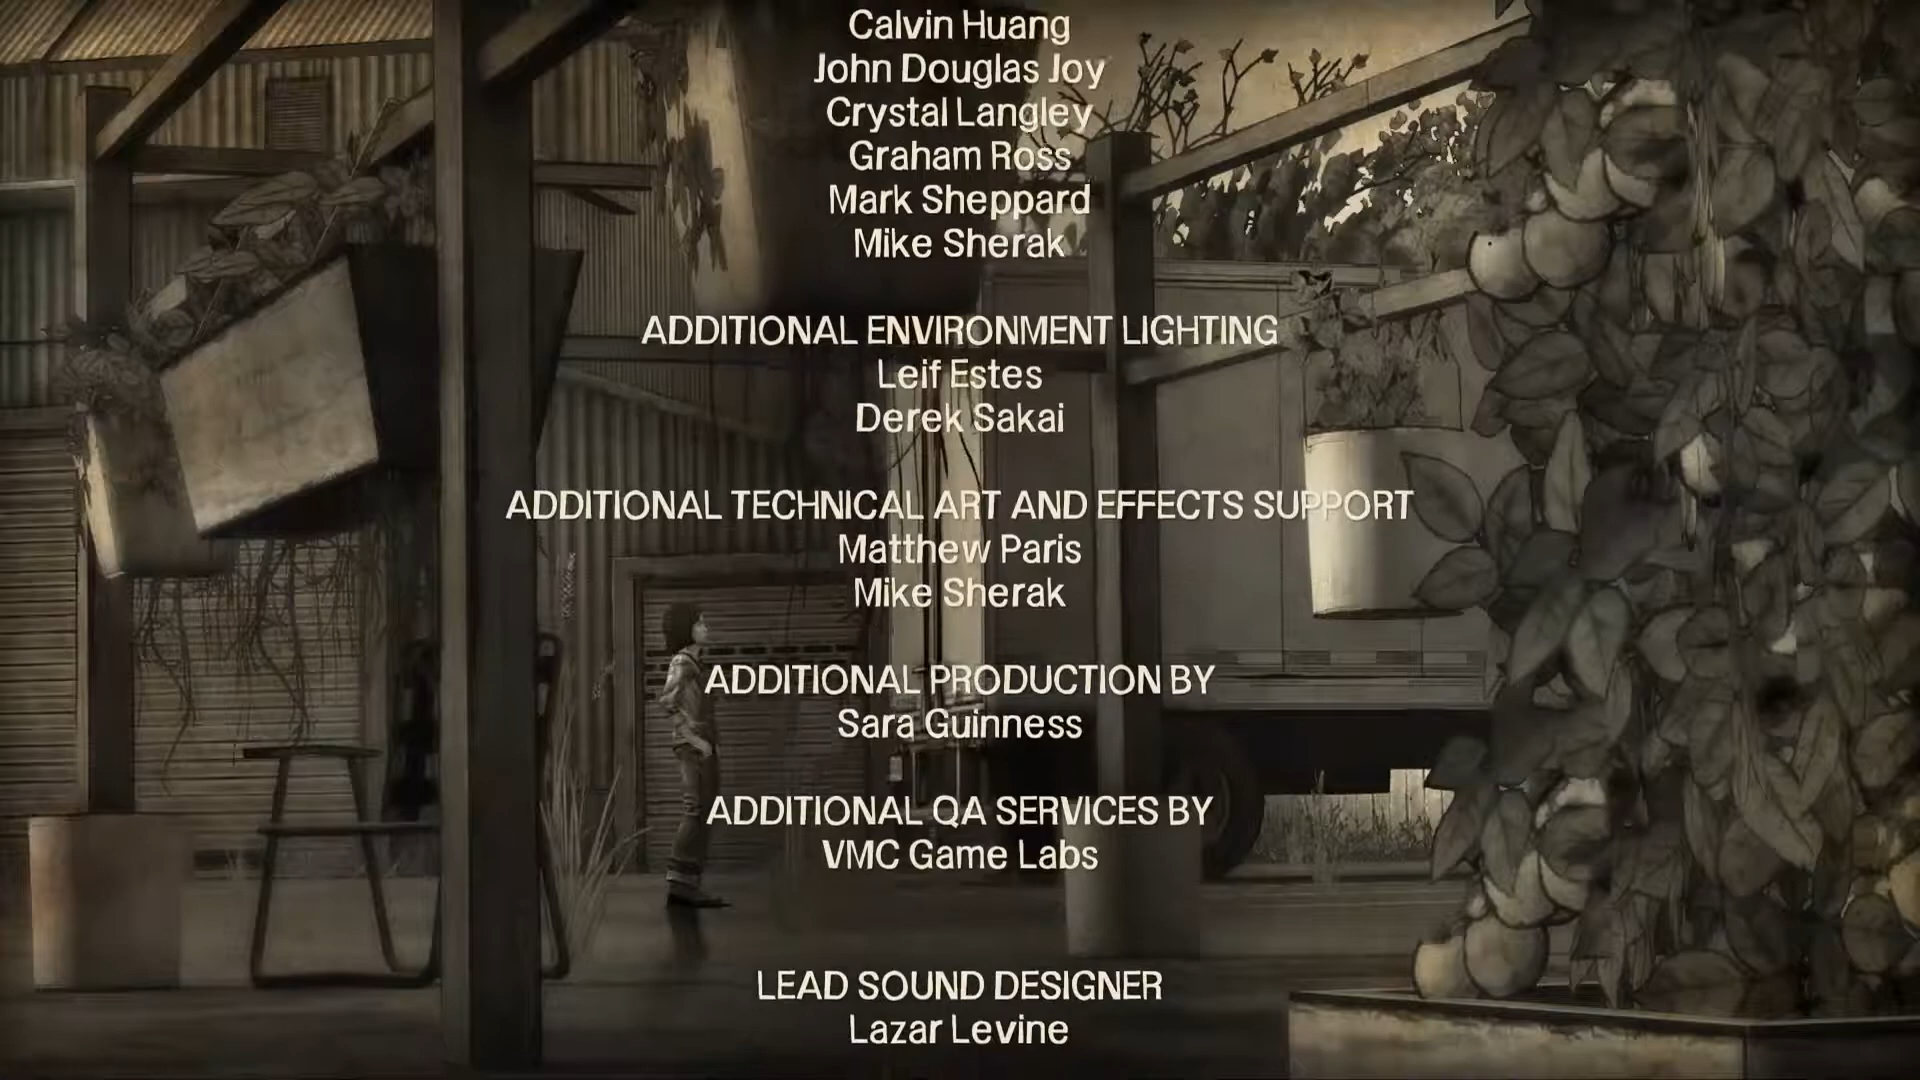 Calvin Huang
John Douglas Joy
Crystal Langley
Graham Ross
Mark Sheppard
Mike Sherak
ADDITIONAL ENVIRONMENT LIGHTING
Leif Estes
Derek Sakai
ADDITIONAL TECHNICAL ART AND EFFECTS SUPPORT
Matthew Paris
Mike Sherak
ADDITIONAL PRODUCTION BY
Sara Guinness
ADDITIONAL QA SERVICES BY
VMC Game Labs
LEAD SOUND DESIGNER
Lazar Levine